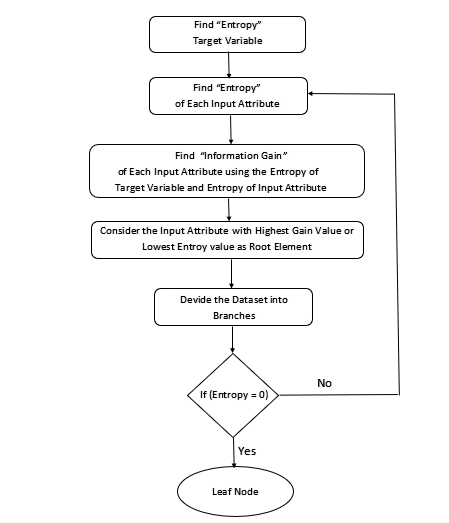 Find “Entropy”
Target Variable
Find “Entropy”
of Each Input Attribute
Find “Information Gain”
of Each Input Attribute using the Entropy of
Target Variable and Entropy of Input Attribute
Consider the Input Attribute with Highest Gain Value or
Lowest Entroy value as Root Element
Devide the Dataset into
Branches
If (Entropy = 0)
No
Yes
Leaf Node